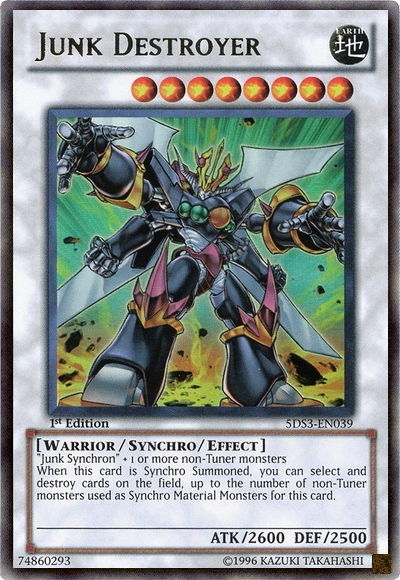 JUNK DESTROYER
EARTH
地
1st Edition
5DS3-EN039
[WARRIOR / SYNCHRO / EFFECT]
"Junk Synchron" + 1 or more non-Tuner monsters
When this card is Synchro Summoned, you can select and
destroy cards on the field, up to the number of non-Tuner
monsters used as Synchro Material Monsters for this card.
ATK/2600 DEF/2500
74860293
©1996 KAZUKI TAKAHASHI